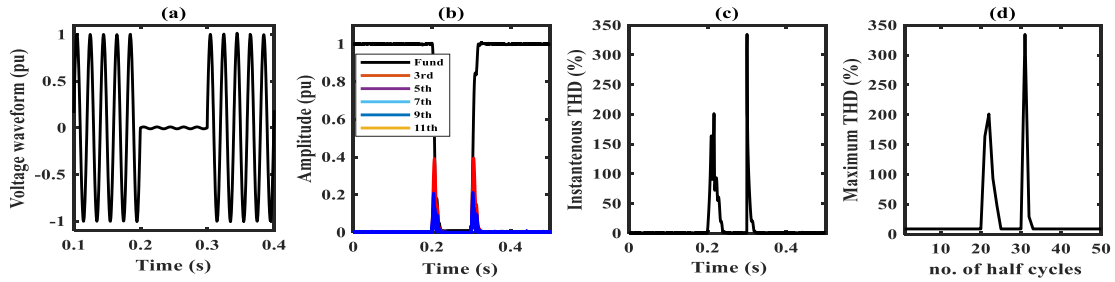 (a)
Voltage waveform (pu)
1
0.5
0
-0.5
-1
0.1
0.2
0.3
0.4
Time (s)
(b)
Amplitude (pu)
1
0.8
0.6
0.4
0.2
0
Fund
3rd
5th
7th
9th
11th
0
0.2
0.4
Time (s)
(c)
Instantenous THD (%)
350
300
250
200
150
100
50
0
0
0.2
0.4
Time (s)
(d)
Maximum THD (%)
350
300
250
200
150
100
50
0
10
20
30
40
50
no. of half cycles